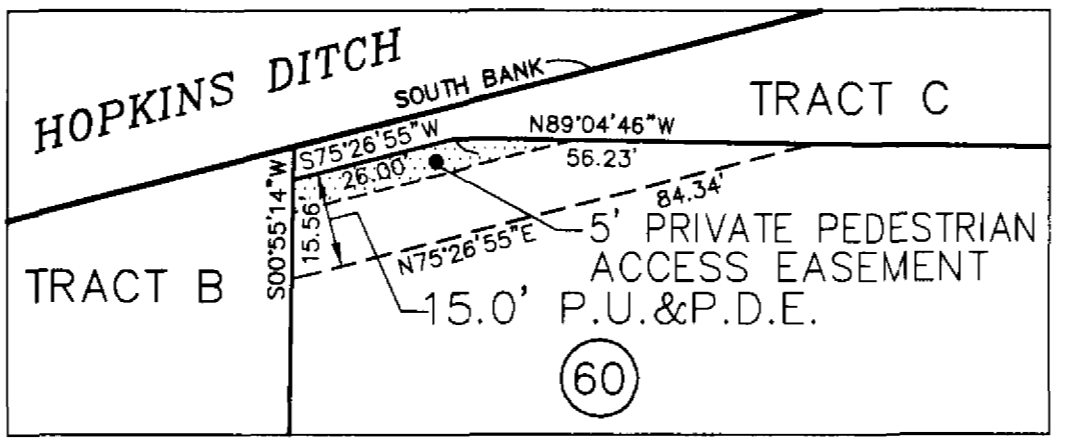 HOPKINS DITCH
SOUTH BANK
TRACT C
N89°04'46"W
S75°26'55"W
26.00'
56.23'
84.34'
S00°55'14"W
15.56'
N75°26'55"E
TRACT B
5' PRIVATE PEDESTRIAN
ACCESS EASEMENT
15.0' P.U.&P.D.E.
60